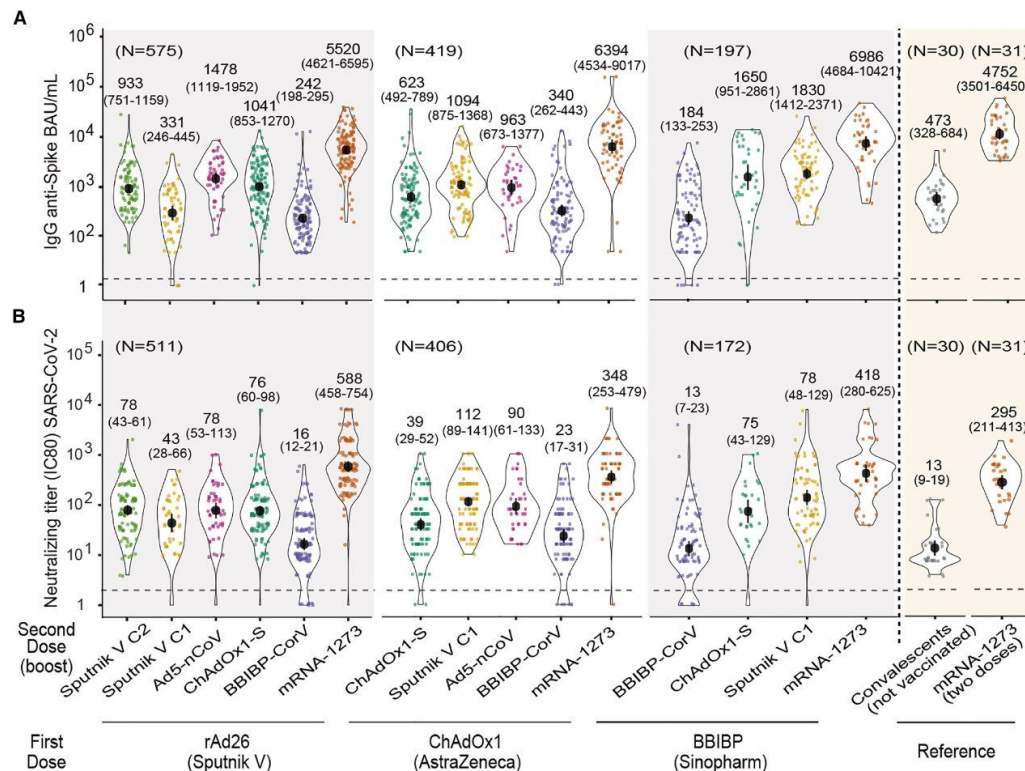 A
IgG anti-Spike BAU/mL
10^6
10^5
10^4
10^3
10^2
10^1
1
(N=575)
933
(751-1159)
331
(246-445)
1478
(1119-1952)
1041
(853-1270)
242
(198-295)
5520
(4621-6595)
(N=419)
623
(492-789)
1094
(875-1368)
963
(673-1377)
340
(262-443)
6394
(4534-9017)
(N=197)
184
(133-253)
1650
(951-2861)
1830
(1412-2371)
6986
(4684-10421)
(N=30)
473
(328-684)
(N=31)
4752
(3501-6450)
B
Neutralizing titer (IC80) SARS-CoV-2
10^5
10^4
10^3
10^2
10^1
1
(N=511)
78
(43-61)
43
(28-66)
78
(53-113)
76
(60-98)
16
(12-21)
588
(458-754)
(N=406)
39
(29-52)
112
(89-141)
90
(61-133)
23
(17-31)
348
(253-479)
(N=172)
13
(7-23)
75
(43-129)
78
(48-129)
418
(280-625)
(N=30)
13
(9-19)
(N=31)
295
(211-413)
Second
Dose
(boost)
Sputnik V C2
Sputnik V C1
Ad5-nCoV
ChAdOx1-S
BBIBP-CorV
mRNA-1273
ChAdOx1-S
Sputnik V C1
Ad5-nCoV
BBIBP-CorV
mRNA-1273
BBIBP-CorV
ChAdOx1-S
Sputnik V C1
mRNA-1273
Convalescents
(not vaccinated)
mRNA-1273
(two doses)
First
Dose
rAd26
(Sputnik V)
ChAdOx1
(AstraZeneca)
BBIBP
(Sinopharm)
Reference